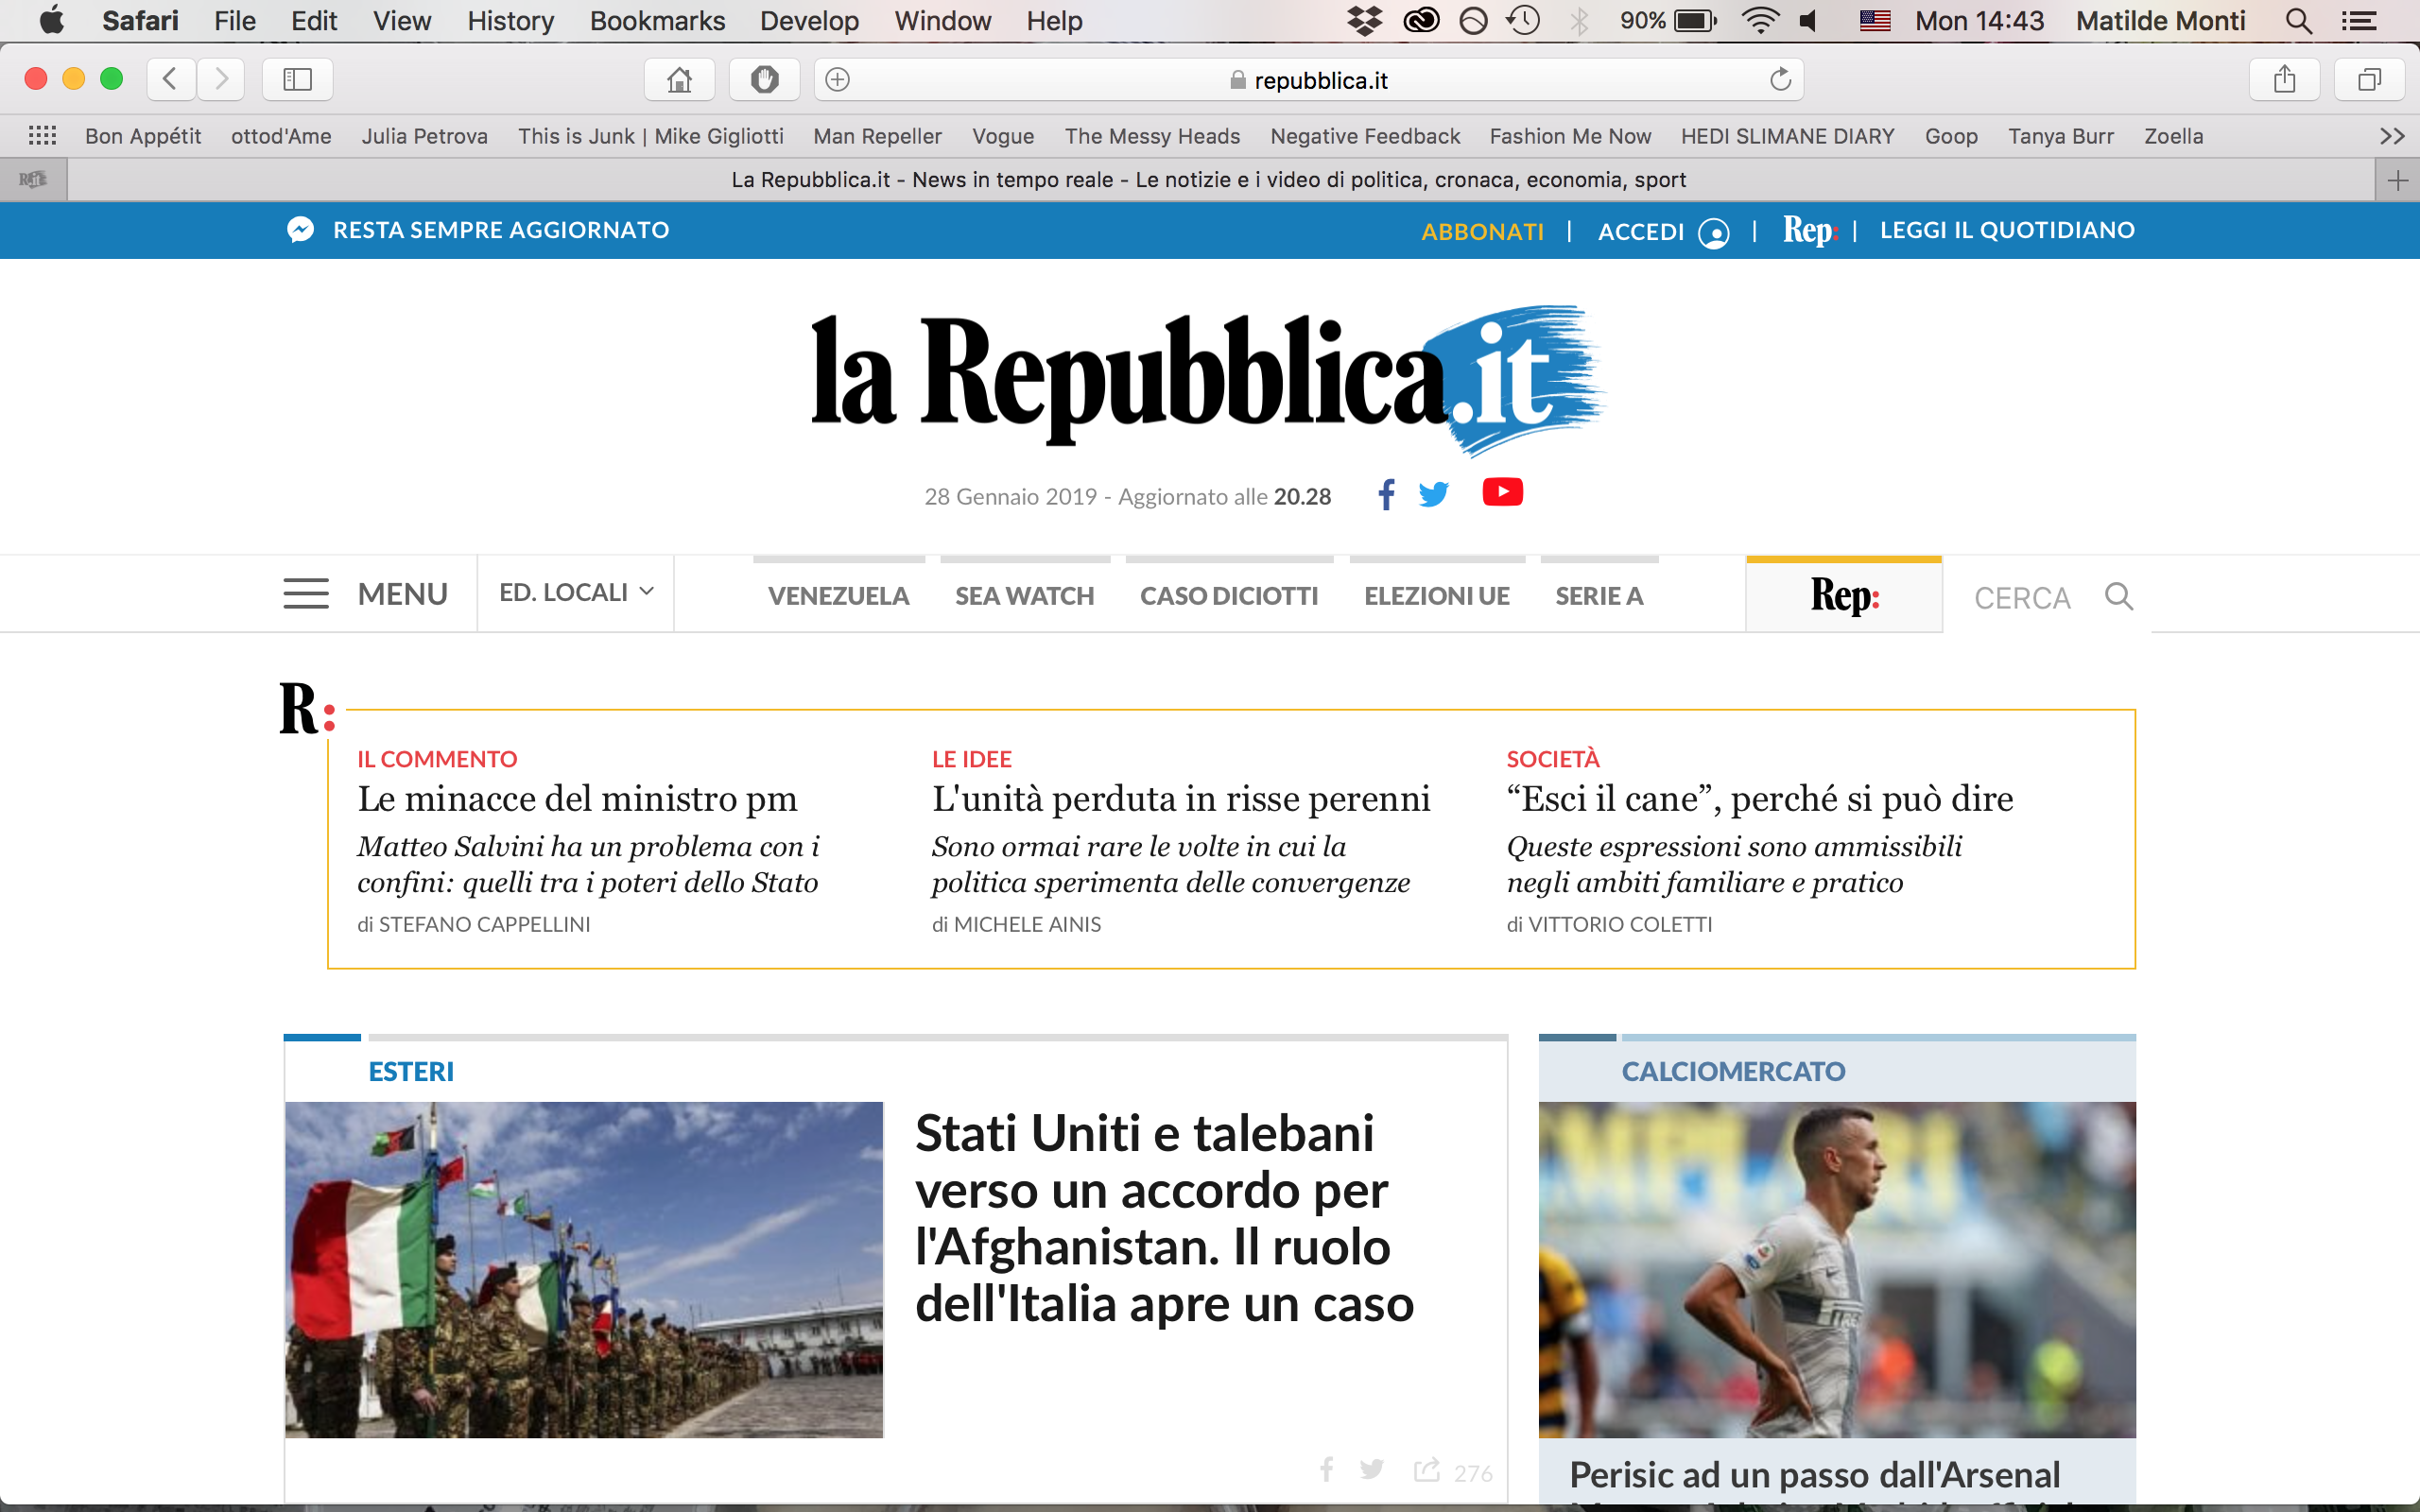 Safari File Edit View History Bookmarks Develop Window Help 90% Mon 14:43 Matilde Monti
repubblica.it
Bon Appétit ottod'Ame Julia Petrova This is Junk | Mike Gigliotti Man Repeller Vogue The Messy Heads Negative Feedback Fashion Me Now HEDI SLIMANE DIARY Goop Tanya Burr Zoella
La Repubblica.it - News in tempo reale - Le notizie e i video di politica, cronaca, economia, sport
RESTA SEMPRE AGGIORNATO ABBONATI | ACCEDI | Rep: | LEGGI IL QUOTIDIANO
la Repubblica.it
28 Gennaio 2019 - Aggiornato alle 20.28
MENU ED. LOCALI VENEZUELA SEA WATCH CASO DICIOTTI ELEZIONI UE SERIE A Rep: CERCA
R:
IL COMMENTO
Le minacce del ministro pm
Matteo Salvini ha un problema con i
confini: quelli tra i poteri dello Stato
di STEFANO CAPPELLINI
LE IDEE
L'unità perduta in risse perenni
Sono ormai rare le volte in cui la
politica sperimenta delle convergenze
di MICHELE AINIS
SOCIETÀ
“Esci il cane”, perché si può dire
Queste espressioni sono ammissibili
negli ambiti familiare e pratico
di VITTORIO COLETTI
ESTERI
Stati Uniti e talebani
verso un accordo per
l'Afghanistan. Il ruolo
dell'Italia apre un caso
276
CALCIOMERCATO
Perisic ad un passo dall'Arsenal